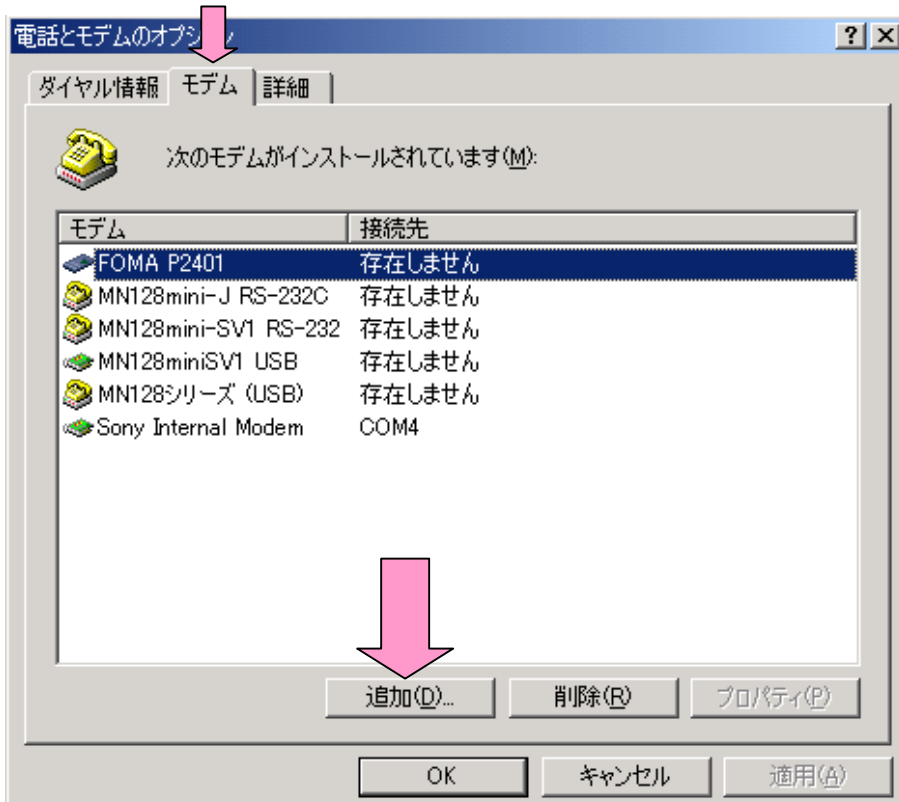 電話とモデムのオプション
ダイヤル情報 モデム 詳細
次のモデムがインストールされています(M):
モデム 接続先
FOMA P2401 存在しません
MN128mini-J RS-232C 存在しません
MN128mini-SV1 RS-232 存在しません
MN128miniSV1 USB 存在しません
MN128シリーズ (USB) 存在しません
Sony Internal Modem COM4
追加(D)... 削除(R) プロパティ(P)
OK キャンセル 適用(A)